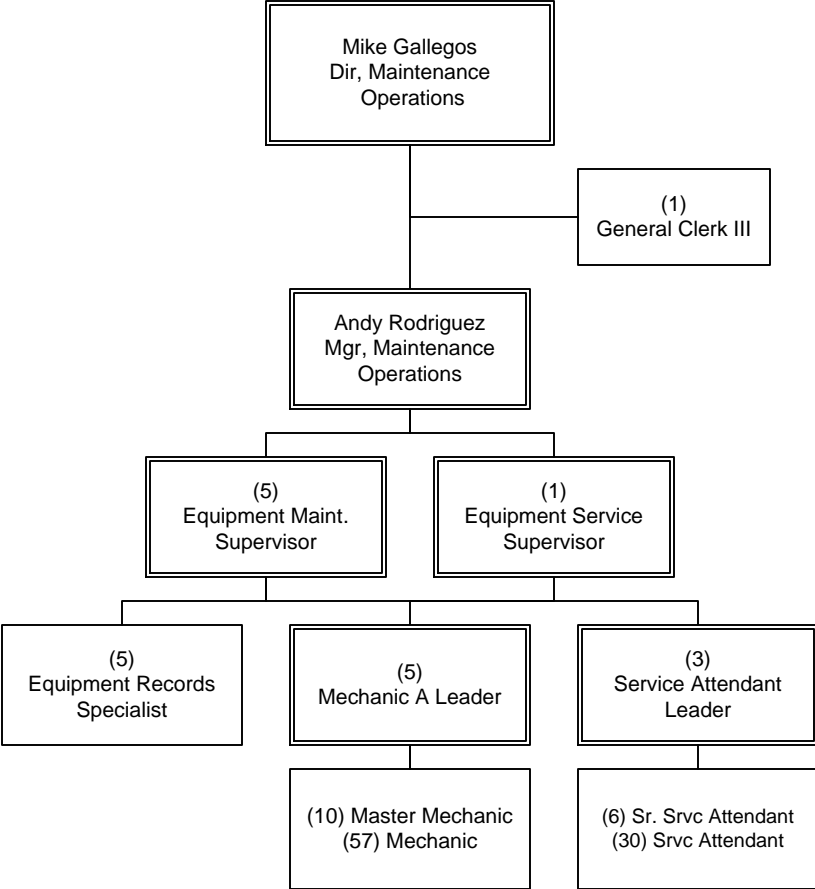 Mike Gallegos
Dir, Maintenance
Operations
(1)
General Clerk III
Andy Rodriguez
Mgr, Maintenance
Operations
(5)
Equipment Maint.
Supervisor
(1)
Equipment Service
Supervisor
(5)
Equipment Records
Specialist
(5)
Mechanic A Leader
(3)
Service Attendant
Leader
(10) Master Mechanic
(57) Mechanic
(6) Sr. Srvc Attendant
(30) Srvc Attendant